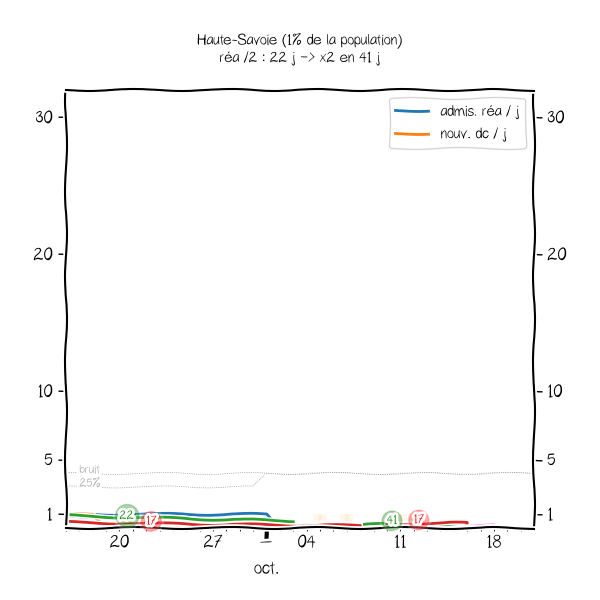 Haute-Savoie (1% de la population)
réa /2 : 22 j -> x2 en 41 j
admis. réa / j
nouv. dc / j
30 30
20 20
10 10
5 5
bruit
25%
1 1
22 17 41 17
20 27 04 11 18
oct.